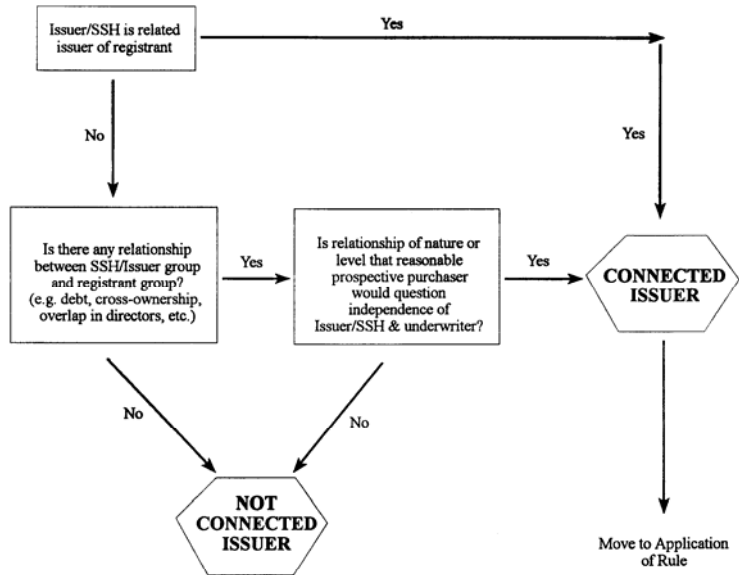 Issuer/SSH is related
issuer of registrant
Yes
No
Yes
Is there any relationship
between SSH/Issuer group
and registrant group?
(e.g. debt, cross-ownership,
overlap in directors, etc.)
Yes
Is relationship of nature or
level that reasonable
prospective purchaser
would question
independence of
Issuer/SSH & underwriter?
Yes
CONNECTED
ISSUER
No
No
NOT
CONNECTED
ISSUER
Move to Application
of Rule